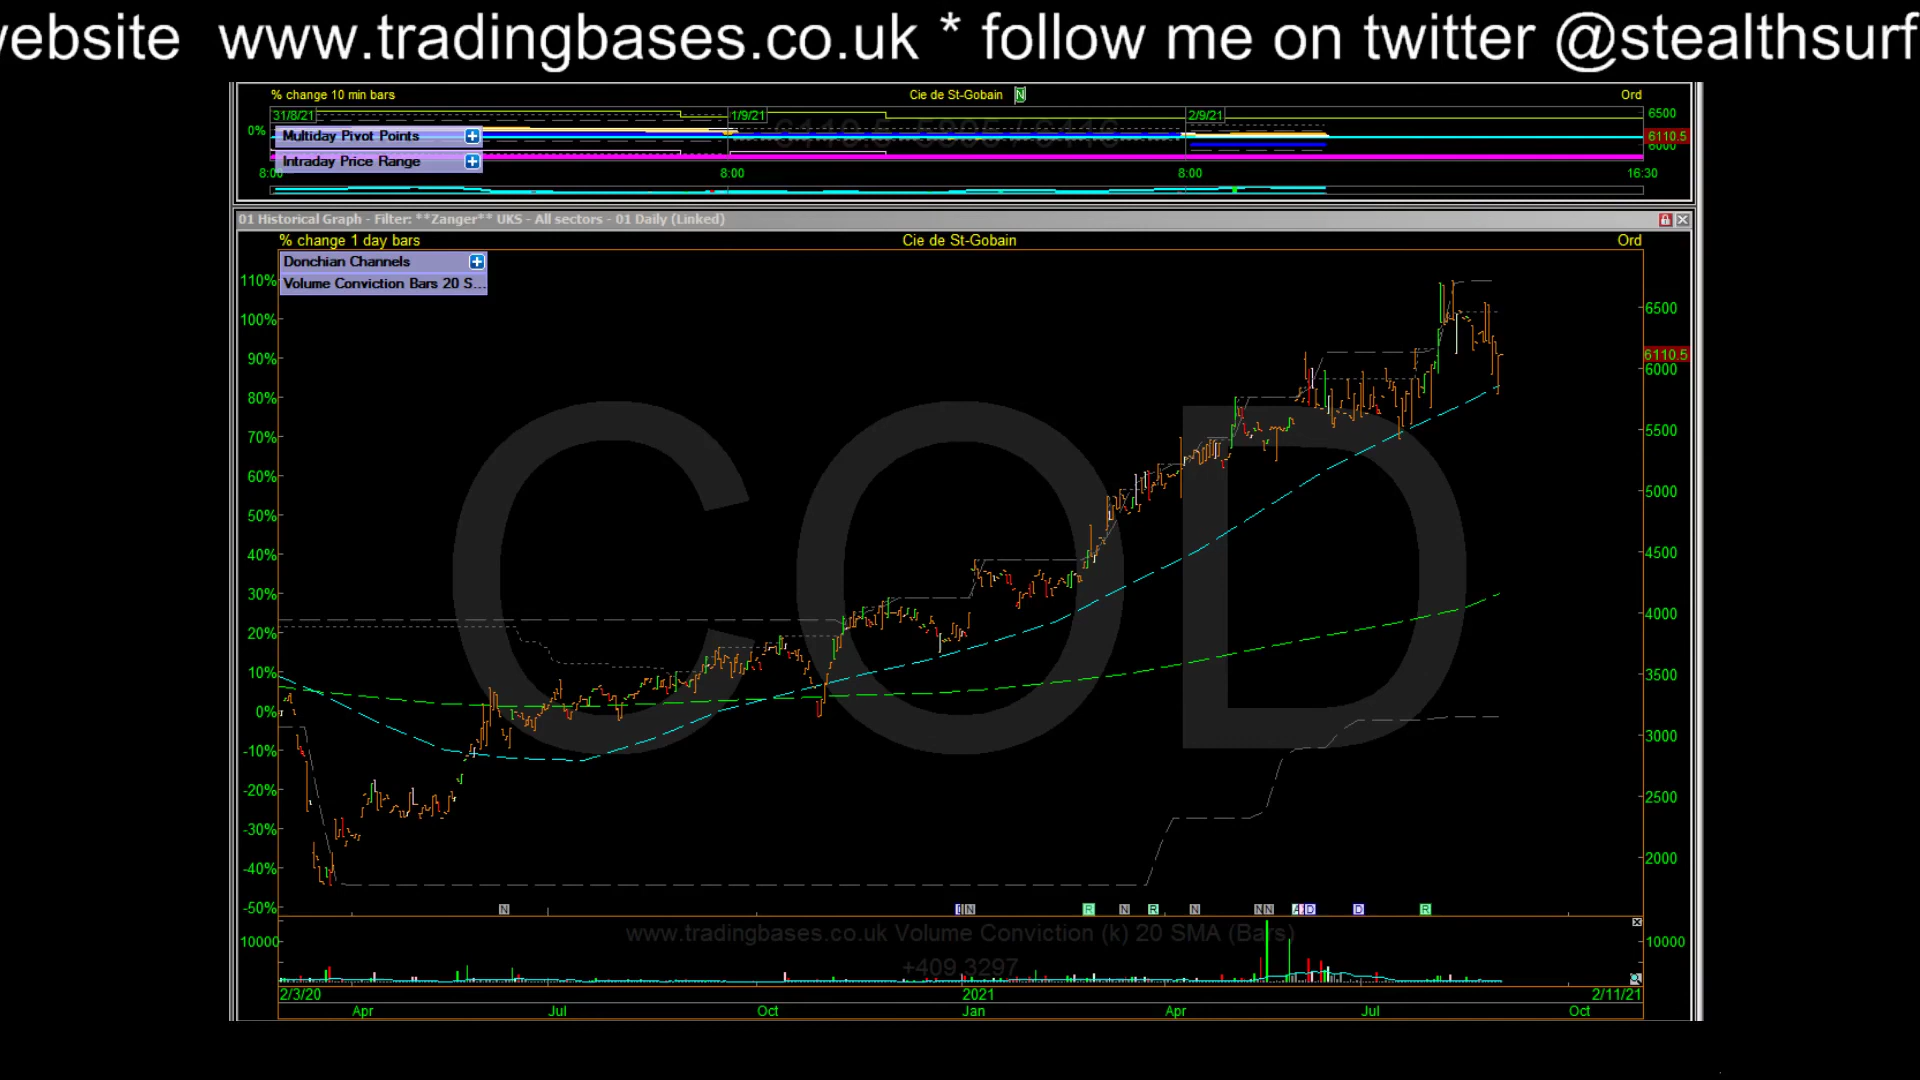 website www.tradingbases.co.uk * follow me on twitter @stealthsurf
% change 10 min bars Cie de St-Gobain N Ord
31/8/21 1/9/21 2/9/21 6500
0% Multiday Pivot Points 6110.5
6000
Intraday Price Range
8:00 8:00 8:00 16:30
01 Historical Graph - Filter: **Zanger** UKS - All sectors - 01 Daily (Linked)
% change 1 day bars Cie de St-Gobain Ord
Donchian Channels
Volume Conviction Bars 20 S...
COD
110%
100% 6500
90% 6110.5
6000
80%
70% 5500
60%
50% 5000
40% 4500
30%
20% 4000
10% 3500
0%
-10% 3000
-20% 2500
-30%
-40% 2000
-50%
N N R N R N N N D D R
www.tradingbases.co.uk Volume Conviction (k) 20 SMA (Bars)
10000 10000
+409 3297
2/3/20 2021 2/11/21
Apr Jul Oct Jan Apr Jul Oct